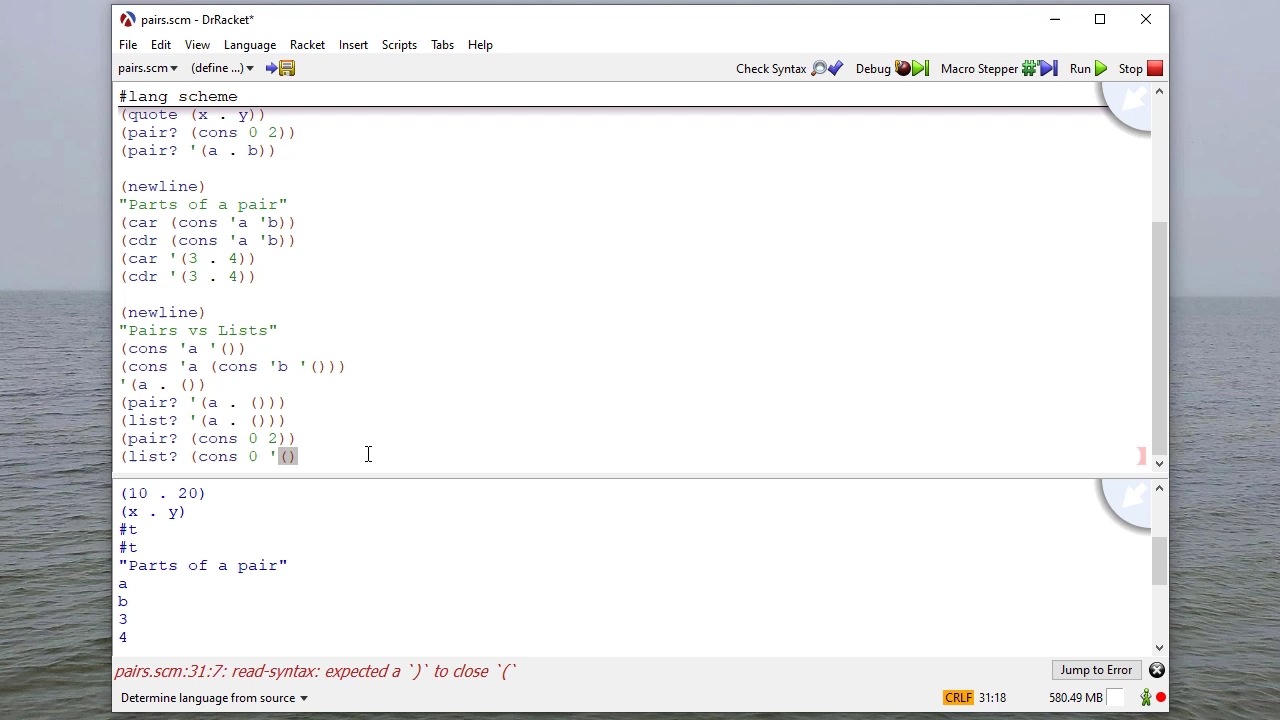 pairs.scm - DrRacket*
File Edit View Language Racket Insert Scripts Tabs Help
pairs.scm (define ...) Check Syntax Debug Macro Stepper Run Stop
#lang scheme
(quote (x . y))
(pair? (cons 0 2))
(pair? '(a . b))
(newline)
"Parts of a pair"
(car (cons 'a 'b))
(cdr (cons 'a 'b))
(car '(3 . 4))
(cdr '(3 . 4))
(newline)
"Pairs vs Lists"
(cons 'a '())
(cons 'a (cons 'b '()))
'(a . ())
(pair? '(a . ()))
(list? '(a . ()))
(pair? (cons 0 2))
(list? (cons 0 '()
(10 . 20)
(x . y)
#t
#t
"Parts of a pair"
a
b
3
4
pairs.scm:31:7: read-syntax: expected a `)` to close `(` Jump to Error
Determine language from source CRLF 31:18 580.49 MB